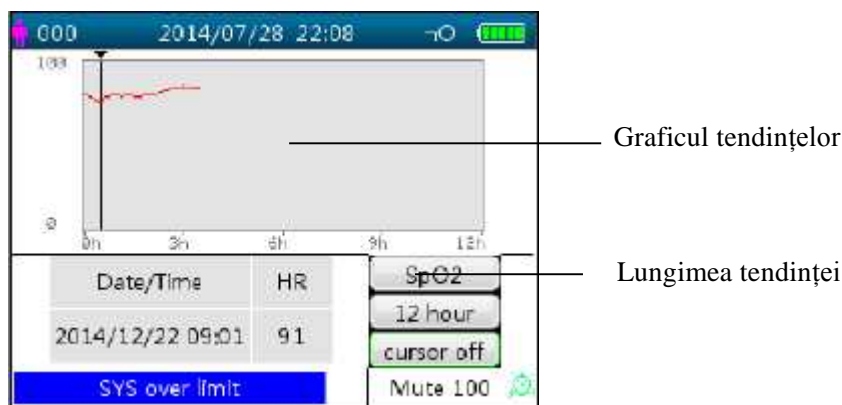 000 2014/07/28 22:08
100
Graficul tendințelor
0
0h 3h 6h 9h 12h
Date/Time HR SpO2
Lungimea tendinței
12 hour
2014/12/22 09:01 91
cursor off
SYS over limit Mute 100